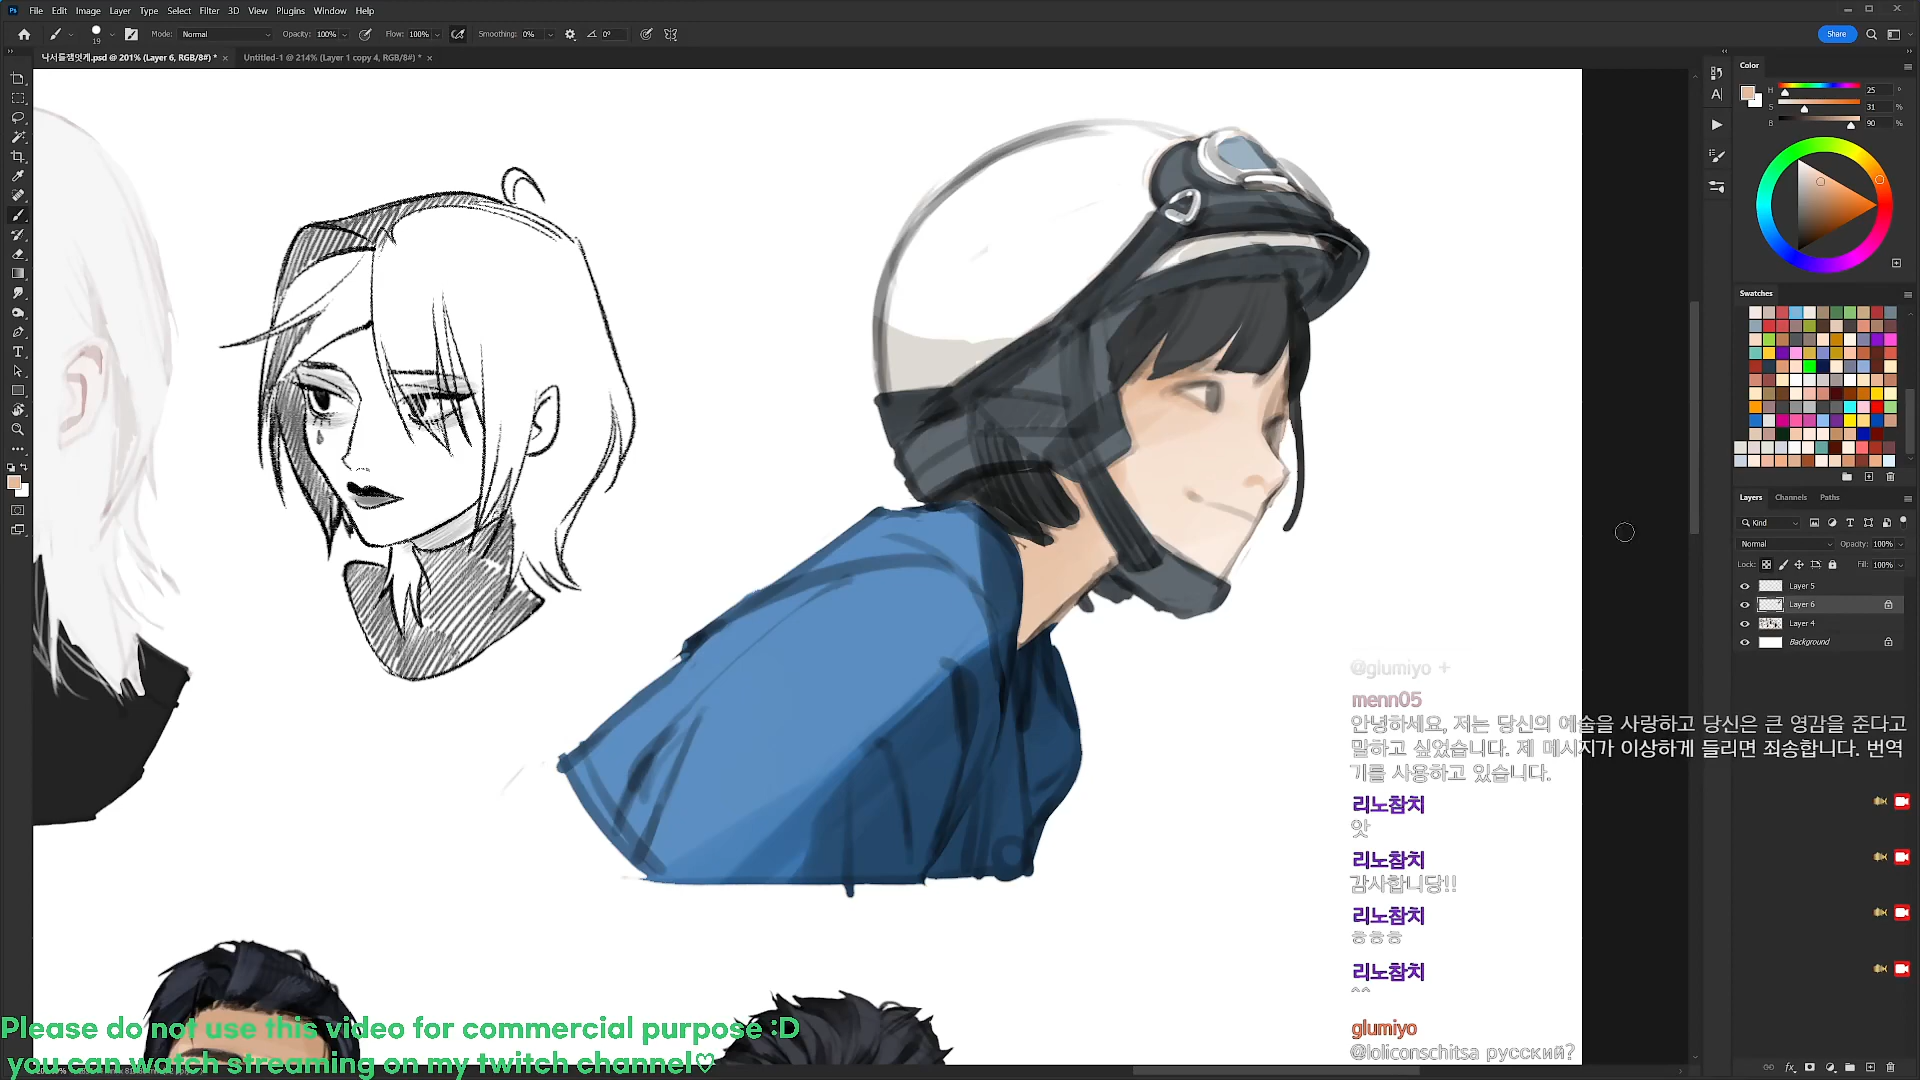 File Edit Image Layer Type Select Filter 3D View Plugins Window Help
19 Mode: Normal Opacity: 100% Flow: 100% Smoothing: 0% 0° Share
나서들잼잇게.psd @ 201% (Layer 6, RGB/8#) * × Untitled-1 @ 214% (Layer 1 copy 4, RGB/8#) * ×
Color
H 25 °
S 31 %
B 90 %
Swatches
Layers Channels Paths
Kind
Normal Opacity: 100%
Lock: Fill: 100%
Layer 5
Layer 6
Layer 4
Background
@glumiyo +
menn05
안녕하세요, 저는 당신의 예술을 사랑하고 당신은 큰 영감을 준다고
말하고 싶었습니다. 제 메시지가 이상하게 들리면 죄송합니다. 번역
기를 사용하고 있습니다.
리노참치
앗
리노참치
감사합니당!!
리노참치
ㅎㅎㅎ
리노참치
^^
glumiyo
@loliconschitsa русский?
Please do not use this video for commercial purpose :D
you can watch streaming on my twitch channel♡